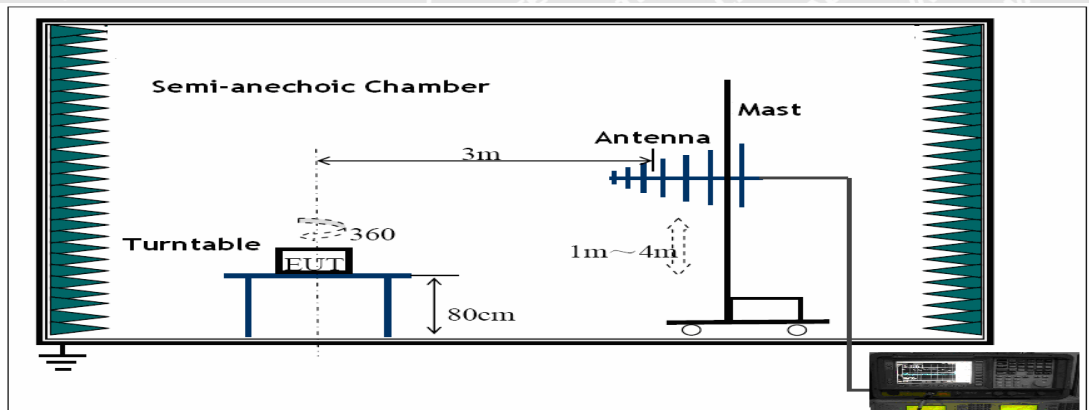 Semi-anechoic Chamber
Mast
Antenna
3m
360
Turntable
EUT
1m～4m
80cm